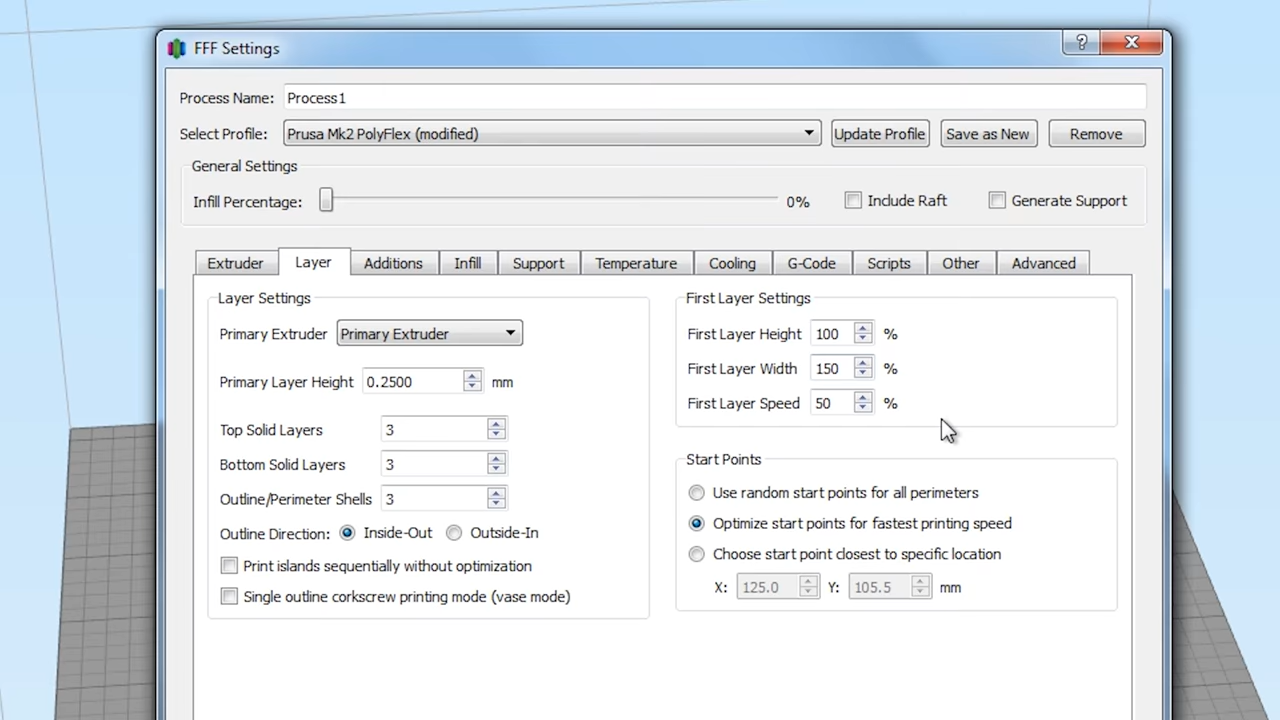 FFF Settings
?
Process Name: Process1
Select Profile: Prusa Mk2 PolyFlex (modified) Update Profile Save as New Remove
General Settings
Infill Percentage: 0% Include Raft Generate Support
Extruder Layer Additions Infill Support Temperature Cooling G-Code Scripts Other Advanced
Layer Settings
Primary Extruder Primary Extruder
Primary Layer Height 0.2500 mm
Top Solid Layers 3
Bottom Solid Layers 3
Outline/Perimeter Shells 3
Outline Direction: Inside-Out Outside-In
Print islands sequentially without optimization
Single outline corkscrew printing mode (vase mode)
First Layer Settings
First Layer Height 100 %
First Layer Width 150 %
First Layer Speed 50 %
Start Points
Use random start points for all perimeters
Optimize start points for fastest printing speed
Choose start point closest to specific location
X: 125.0 Y: 105.5 mm